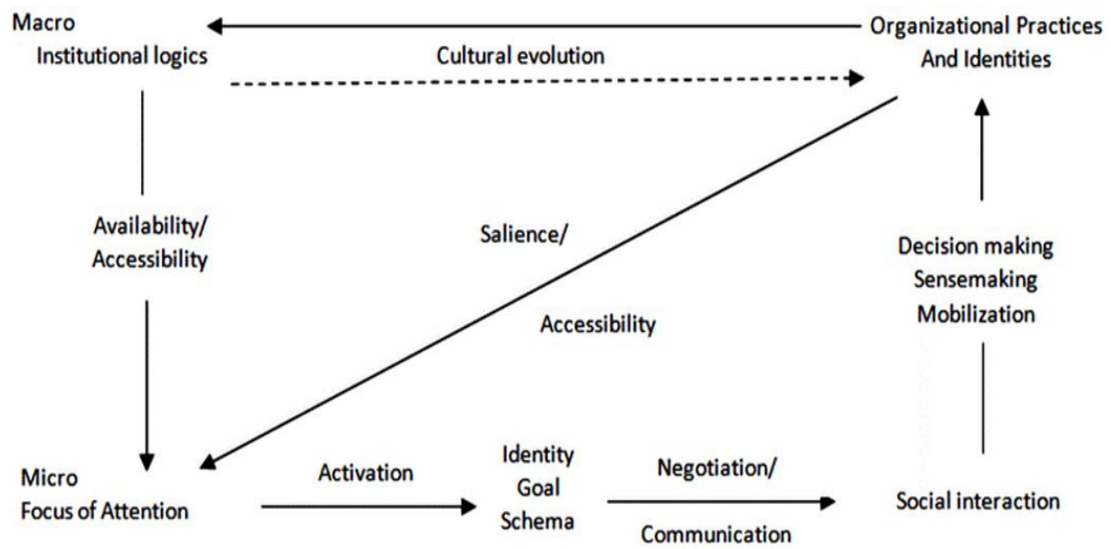 Macro
Institutional logics
Cultural evolution
Organizational Practices
And Identities
Availability/
Accessibility
Salience/
Accessibility
Decision making
Sensemaking
Mobilization
Micro
Focus of Attention
Activation
Identity
Goal
Schema
Negotiation/
Communication
Social interaction